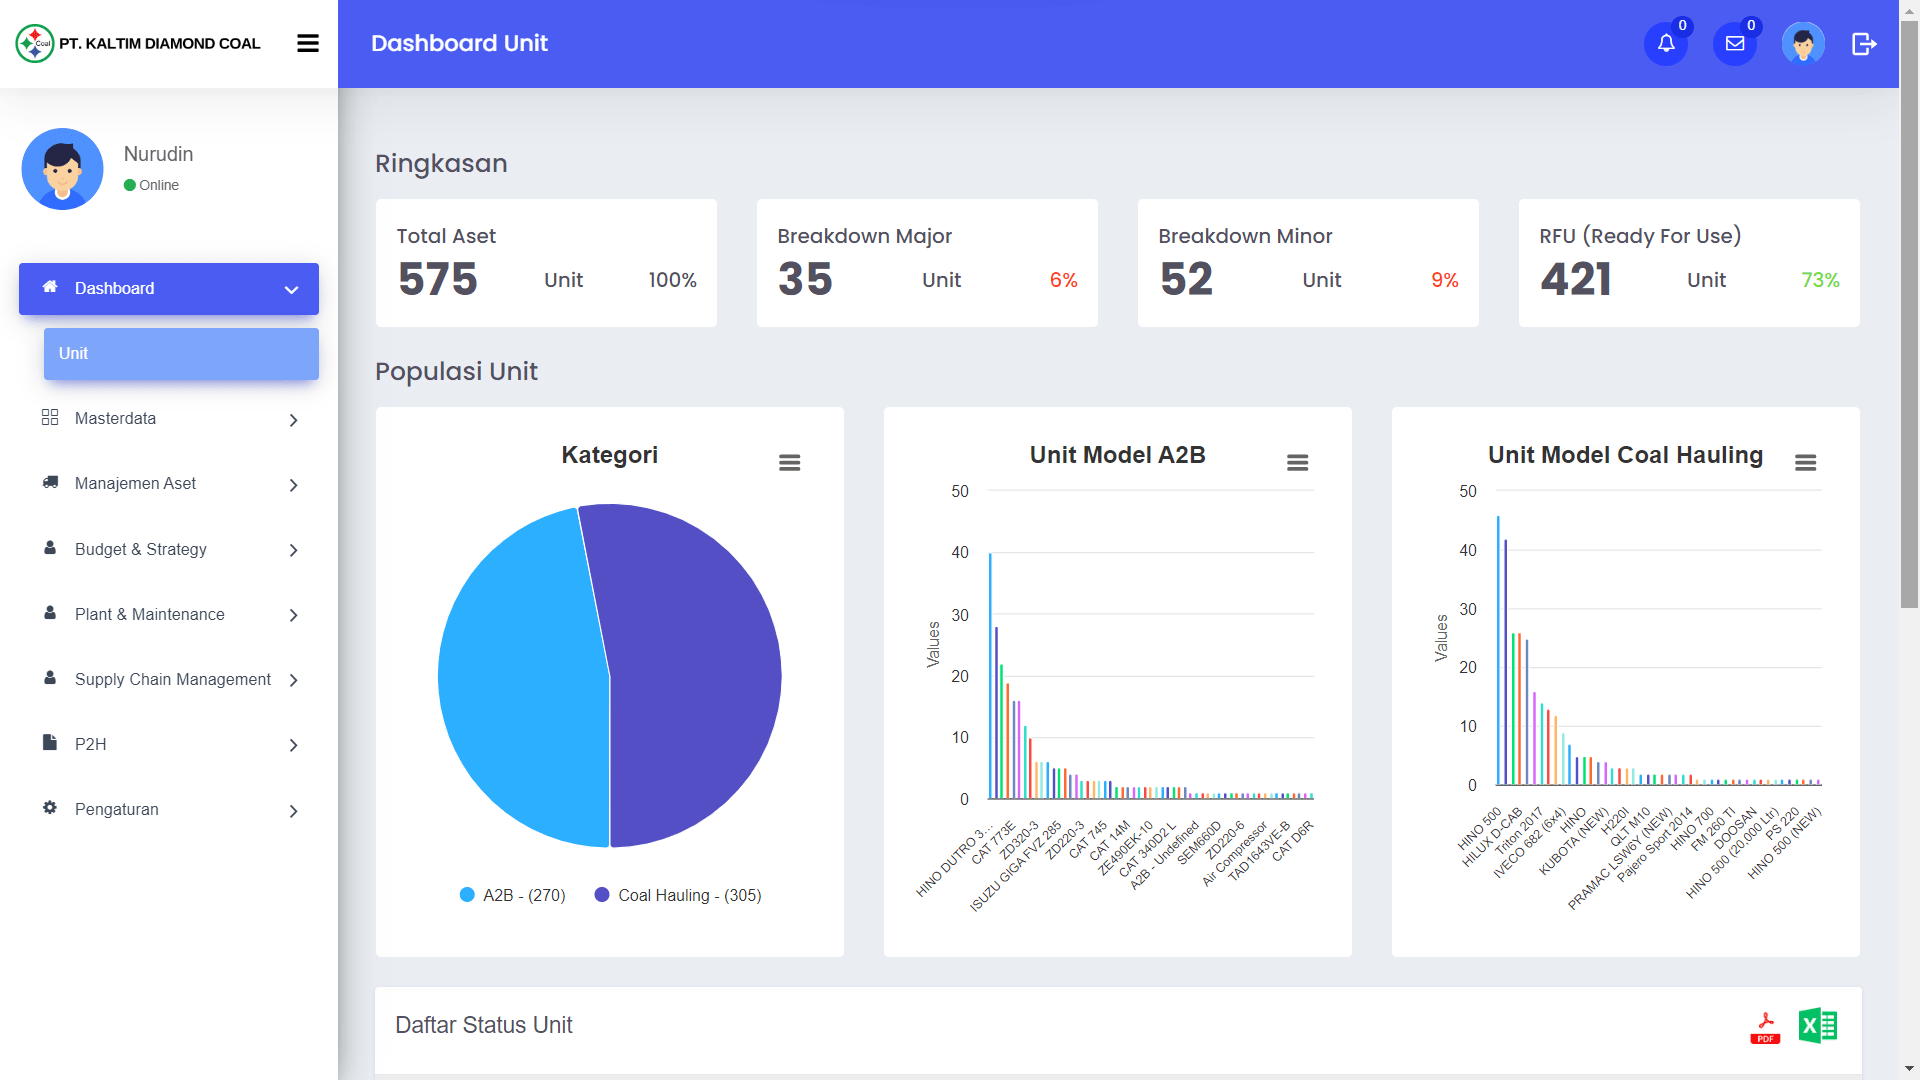 Coal
PT. KALTIM DIAMOND COAL
Dashboard Unit
0
0
Nurudin
Online
Dashboard
Unit
Masterdata
Manajemen Aset
Budget & Strategy
Plant & Maintenance
Supply Chain Management
P2H
Pengaturan
Ringkasan
Total Aset
575 Unit 100%
Breakdown Major
35 Unit 6%
Breakdown Minor
52 Unit 9%
RFU (Ready For Use)
421 Unit 73%
Populasi Unit
Kategori
A2B - (270)
Coal Hauling - (305)
Unit Model A2B
Values
50
40
30
20
10
0
HINO DUTRO 3...
CAT 773E
ZD320-3
ISUZU GIGA FVZ 285
ZD220-3
CAT 745
CAT 14M
ZE490EK-10
CAT 340D2 L
A2B - Undefined
SEM660D
ZD220-6
Air Compressor
TAD1643VE-B
CAT D6R
Unit Model Coal Hauling
Values
50
40
30
20
10
0
HINO 500
HILUX D-CAB
Triton 2017
IVECO 682 (6x4)
HINO
KUBOTA (NEW)
H220I
QLT M10
PRAMAC LSW6Y (NEW)
Pajero Sport 2014
HINO 700
FM 260 TI
DOOSAN
HINO 500 (20,000 Ltr)
PS 220
HINO 500 (NEW)
Daftar Status Unit
PDF
X